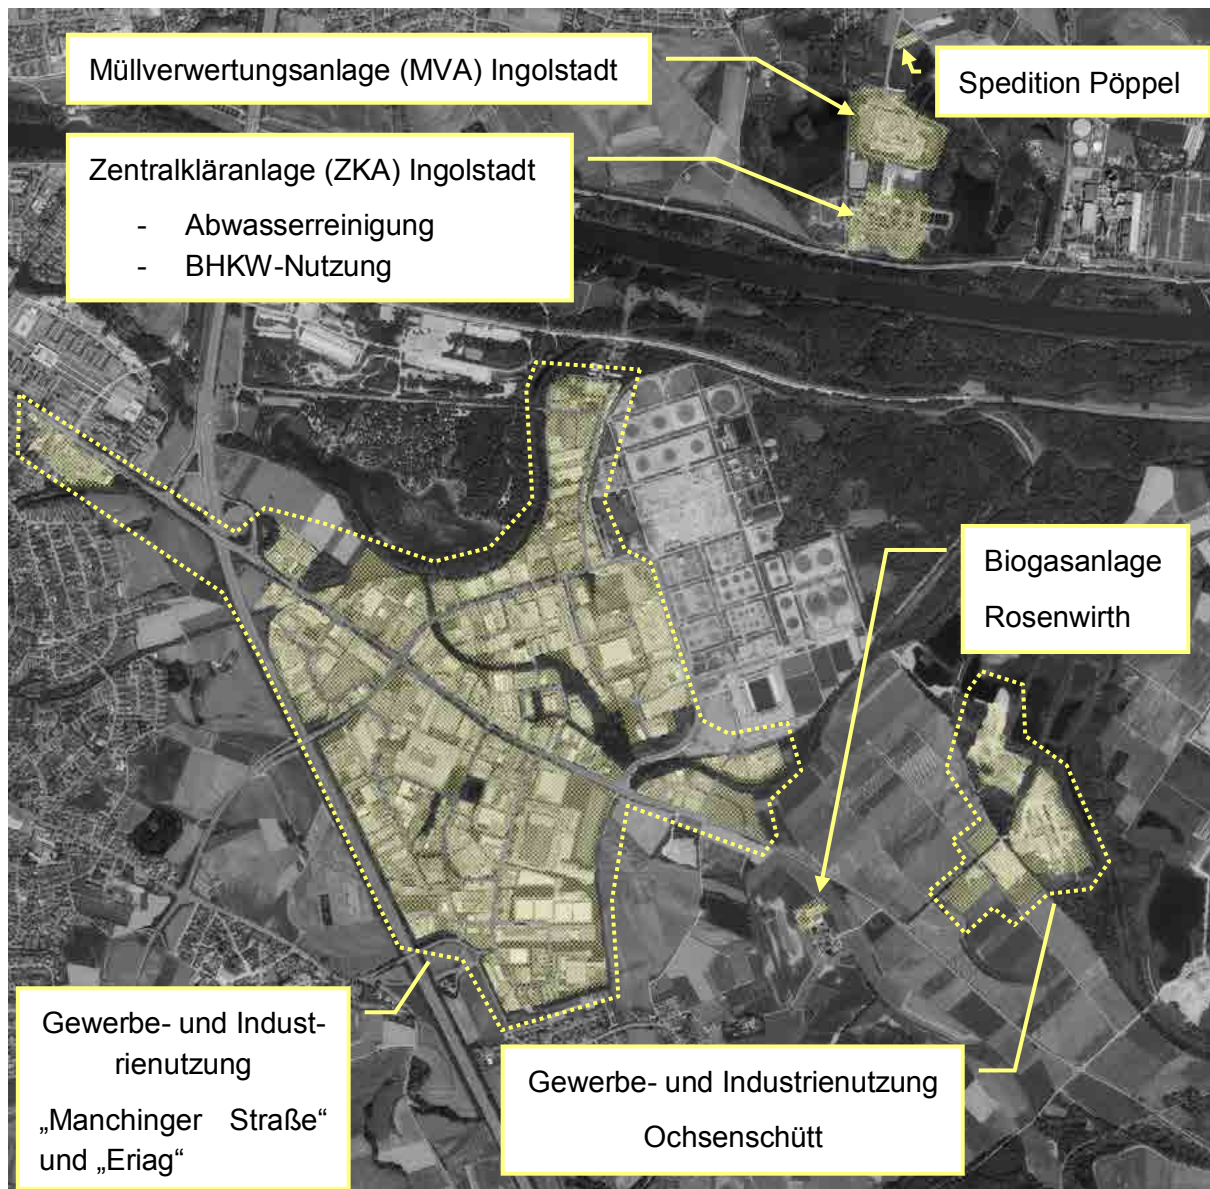 Müllverwertungsanlage (MVA) Ingolstadt
Spedition Pöppel
Zentralkläranlage (ZKA) Ingolstadt
- Abwasserreinigung
- BHKW-Nutzung
Biogasanlage
Rosenwirth
Gewerbe- und Indust-
rienutzung
„Manchinger Straße“
und „Eriag“
Gewerbe- und Industrienutzung
Ochsenschütt